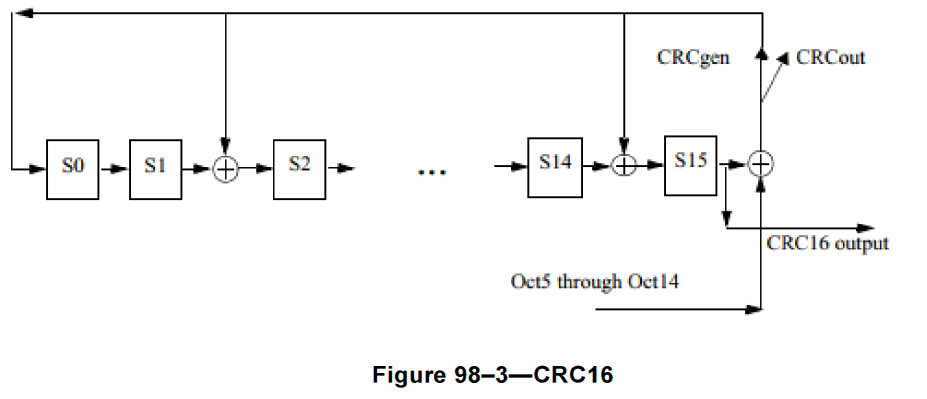 CRCgen
CRCout
S0
S1
S2
...
S14
S15
CRC16 output
Oct5 through Oct14
Figure 98–3—CRC16